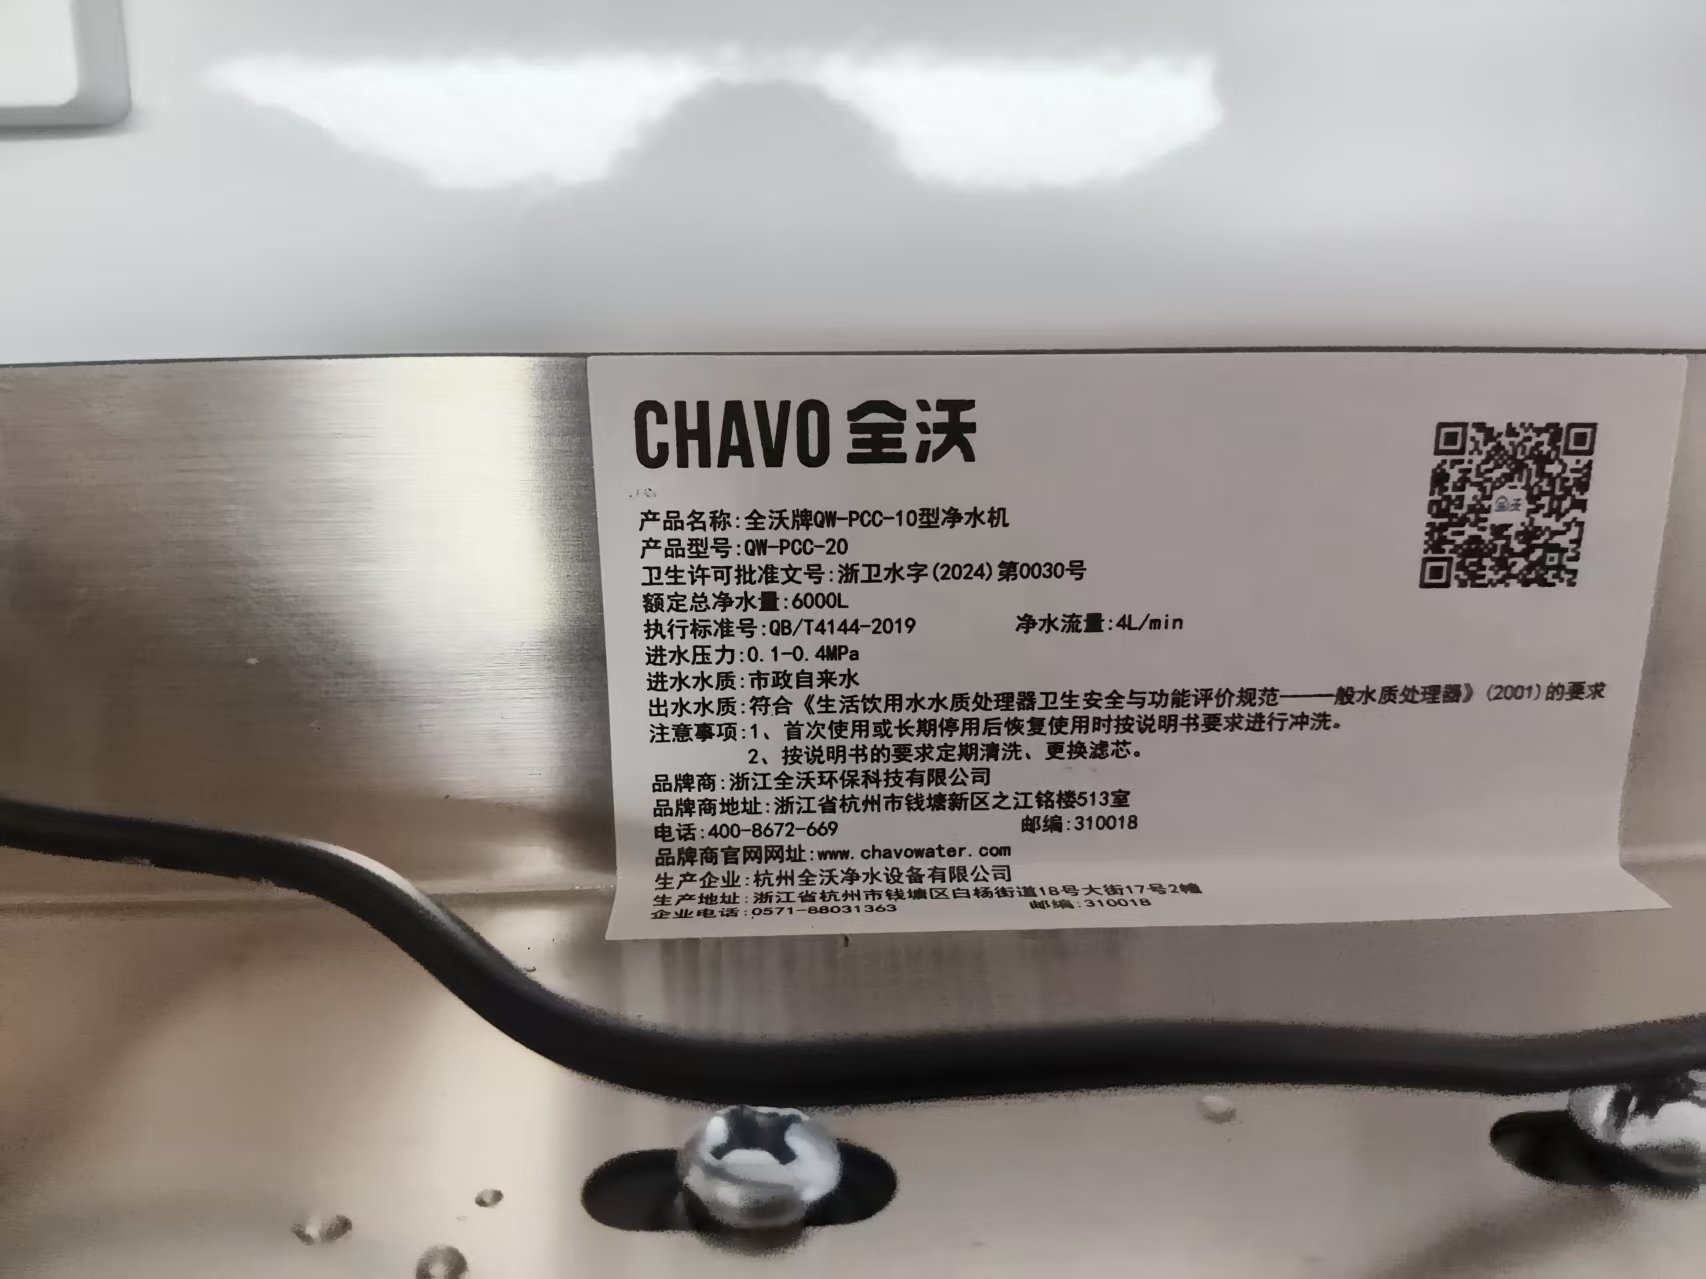 CHAVO 全沃
产品名称:全沃牌QW-PCC-10型净水机
产品型号:QW-PCC-20
卫生许可批准文号:浙卫水字(2024)第0030号
额定总净水量:6000L
执行标准号:QB/T4144-2019 净水流量:4L/min
进水压力:0.1-0.4MPa
进水水质:市政自来水
出水水质:符合《生活饮用水水质处理器卫生安全与功能评价规范——一般水质处理器》(2001)的要求
注意事项:1、首次使用或长期停用后恢复使用时按说明书要求进行冲洗。
2、按说明书的要求定期清洗、更换滤芯。
品牌商:浙江全沃环保科技有限公司
品牌商地址:浙江省杭州市钱塘新区之江铭楼513室
电话:400-8672-669 邮编:310018
品牌商官网网址:www.chavowater.com
生产企业:杭州全沃净水设备有限公司
生产地址:浙江省杭州市钱塘区白杨街道18号大街17号2幢
企业电话:0571-88031363 邮编:310018
全沃